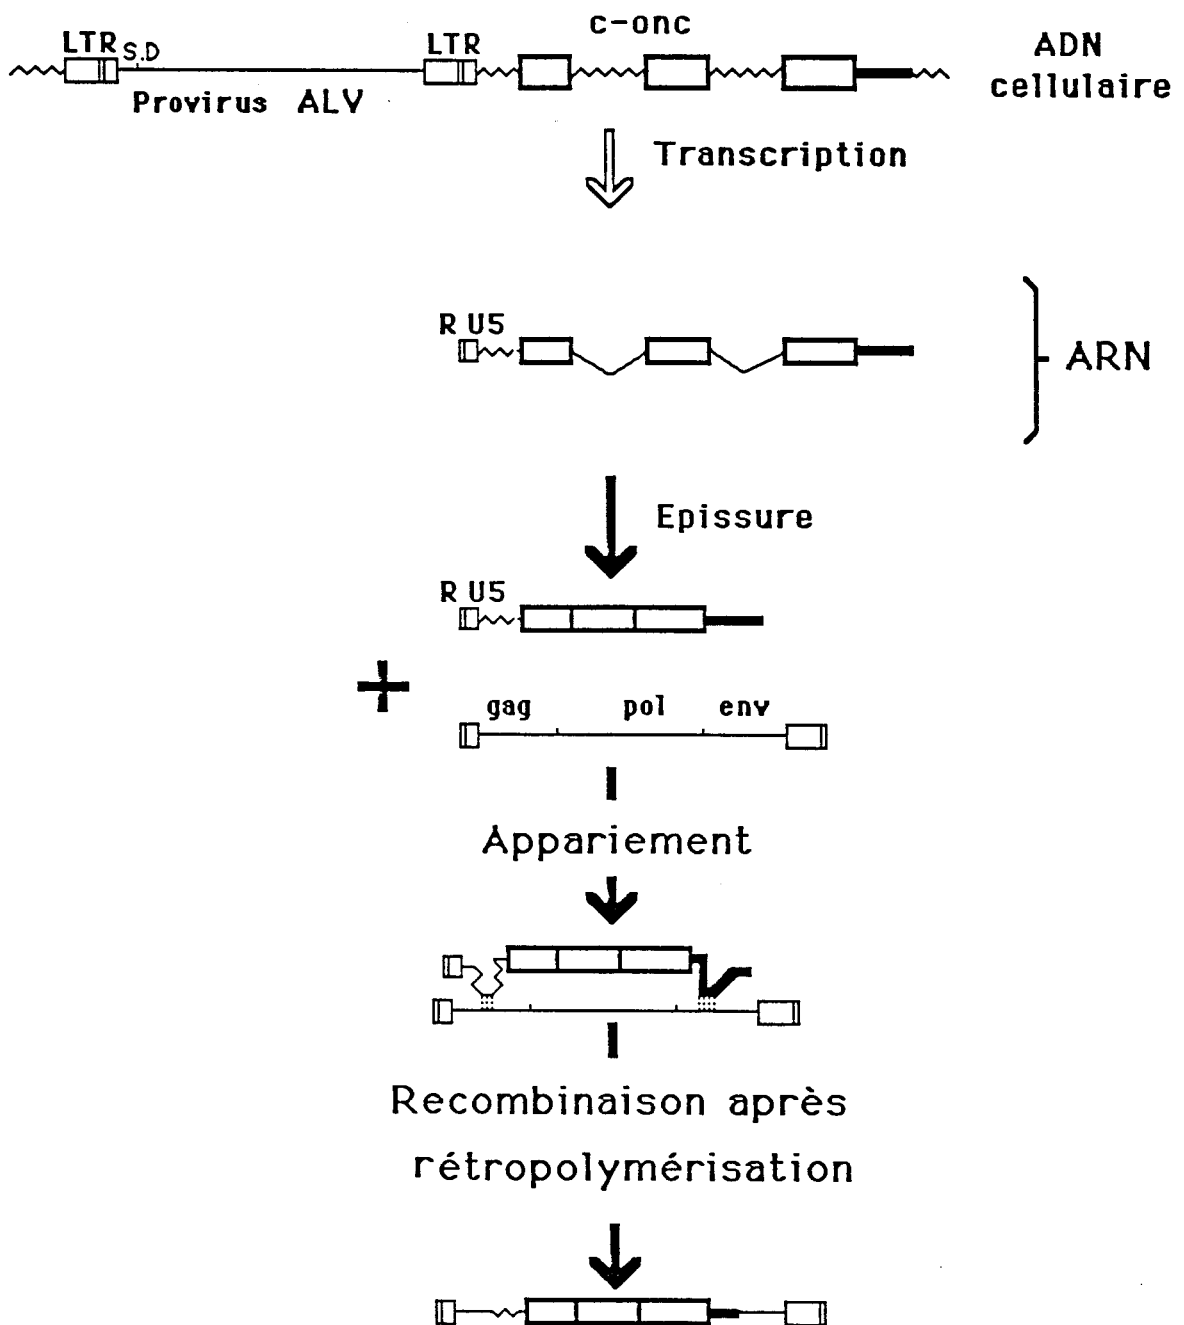 c-onc
LTR S.D LTR ADN
cellulaire
Provirus ALV
Transcription
R U5
ARN
Epissure
R U5
+
gag pol env
Appariement
Recombinaison après
rétropolymérisation